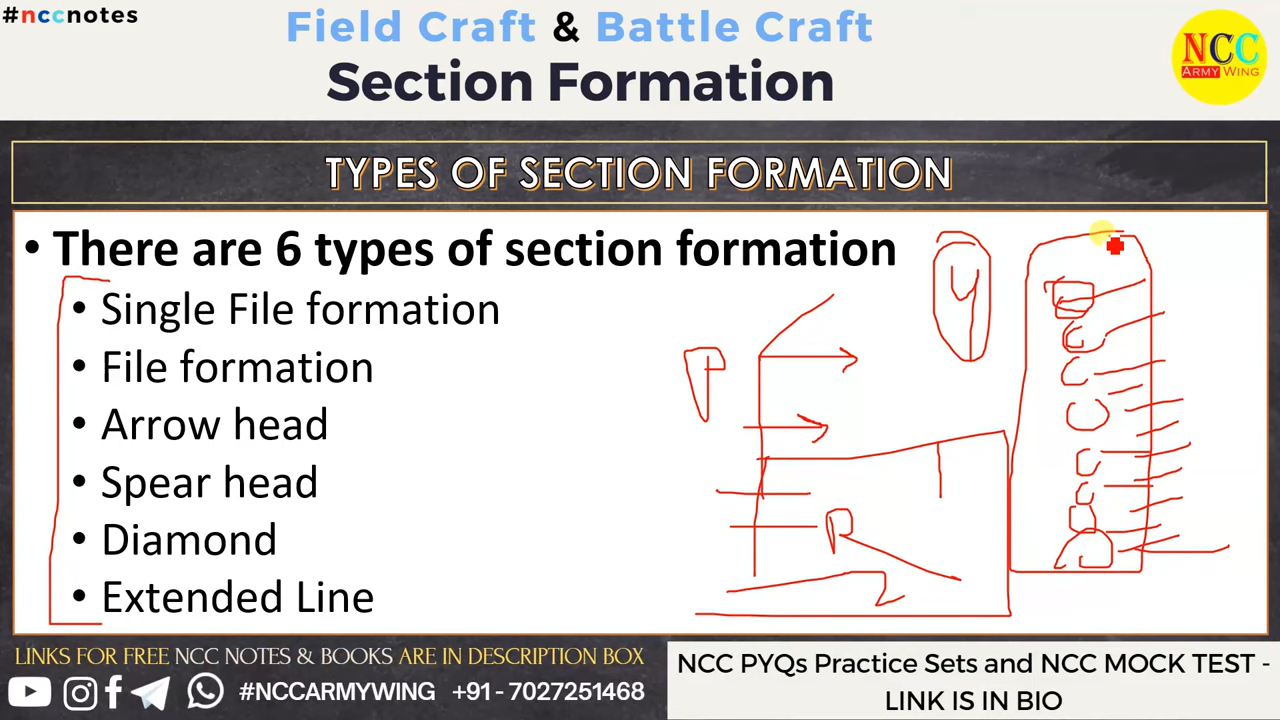 #nccnotes
Field Craft & Battle Craft
Section Formation
NCC
ARMY WING
TYPES OF SECTION FORMATION
• There are 6 types of section formation
• Single File formation
• File formation
• Arrow head
• Spear head
• Diamond
• Extended Line
LINKS FOR FREE NCC NOTES & BOOKS ARE IN DESCRIPTION BOX
#NCCARMYWING +91 - 7027251468
NCC PYQs Practice Sets and NCC MOCK TEST -
LINK IS IN BIO